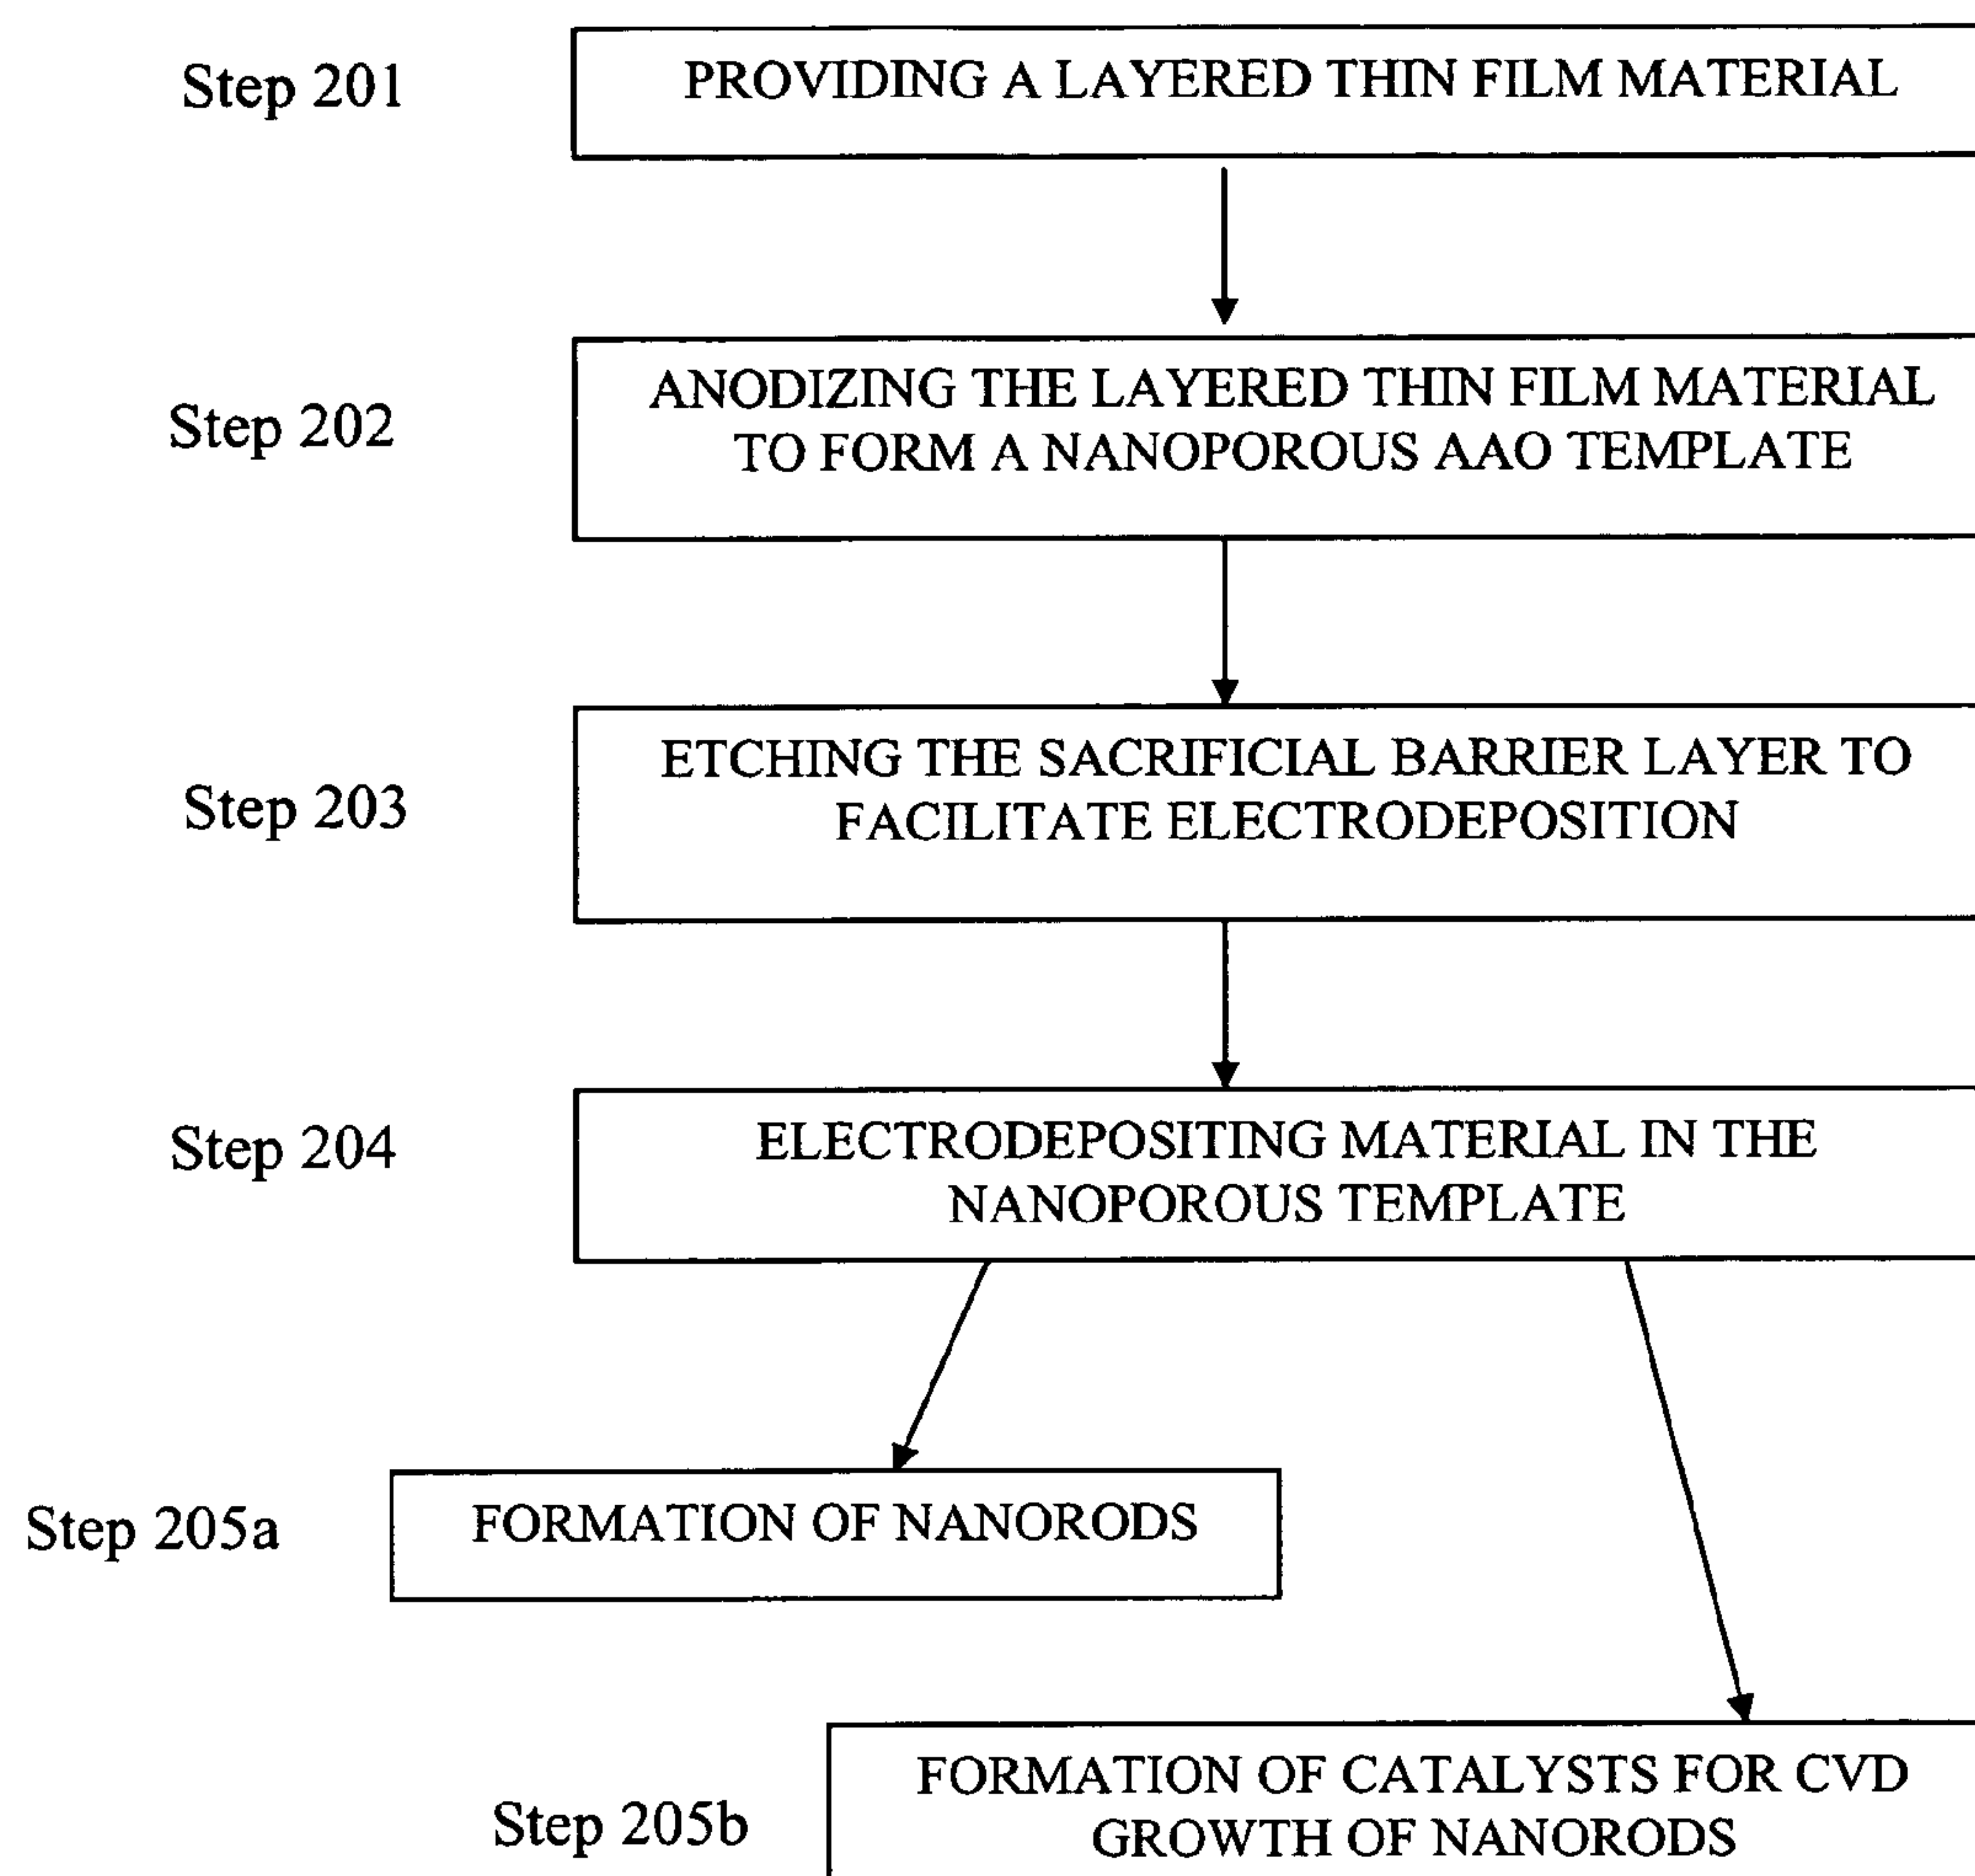 Step 201
PROVIDING A LAYERED THIN FILM MATERIAL
Step 202
ANODIZING THE LAYERED THIN FILM MATERIAL
TO FORM A NANOPOROUS AAO TEMPLATE
Step 203
ETCHING THE SACRIFICIAL BARRIER LAYER TO
FACILITATE ELECTRODEPOSITION
Step 204
ELECTRODEPOSITING MATERIAL IN THE
NANOPOROUS TEMPLATE
Step 205a
FORMATION OF NANORODS
Step 205b
FORMATION OF CATALYSTS FOR CVD
GROWTH OF NANORODS